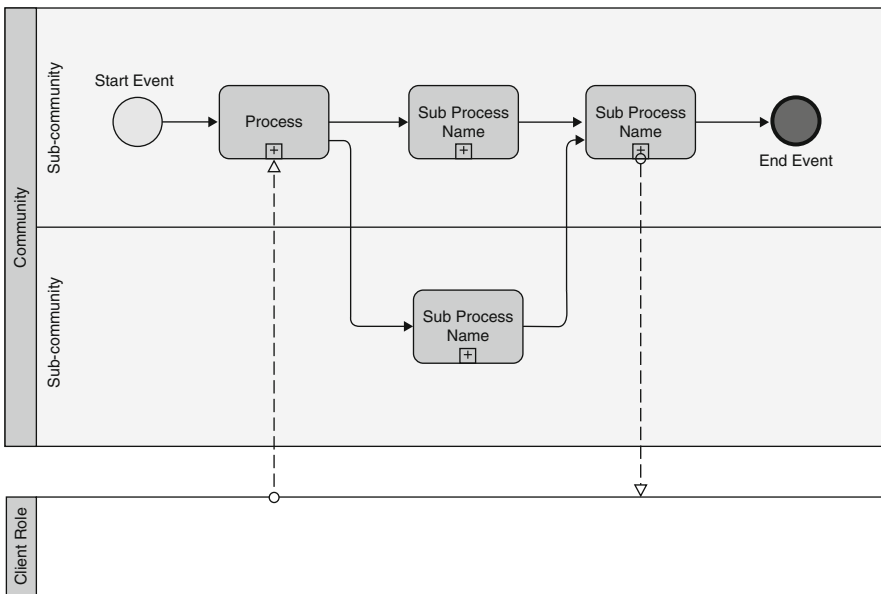 Community
Sub-community
Start Event
Process
+
Sub Process
Name
+
Sub Process
Name
+
End Event
Sub-community
Sub Process
Name
+
Client Role